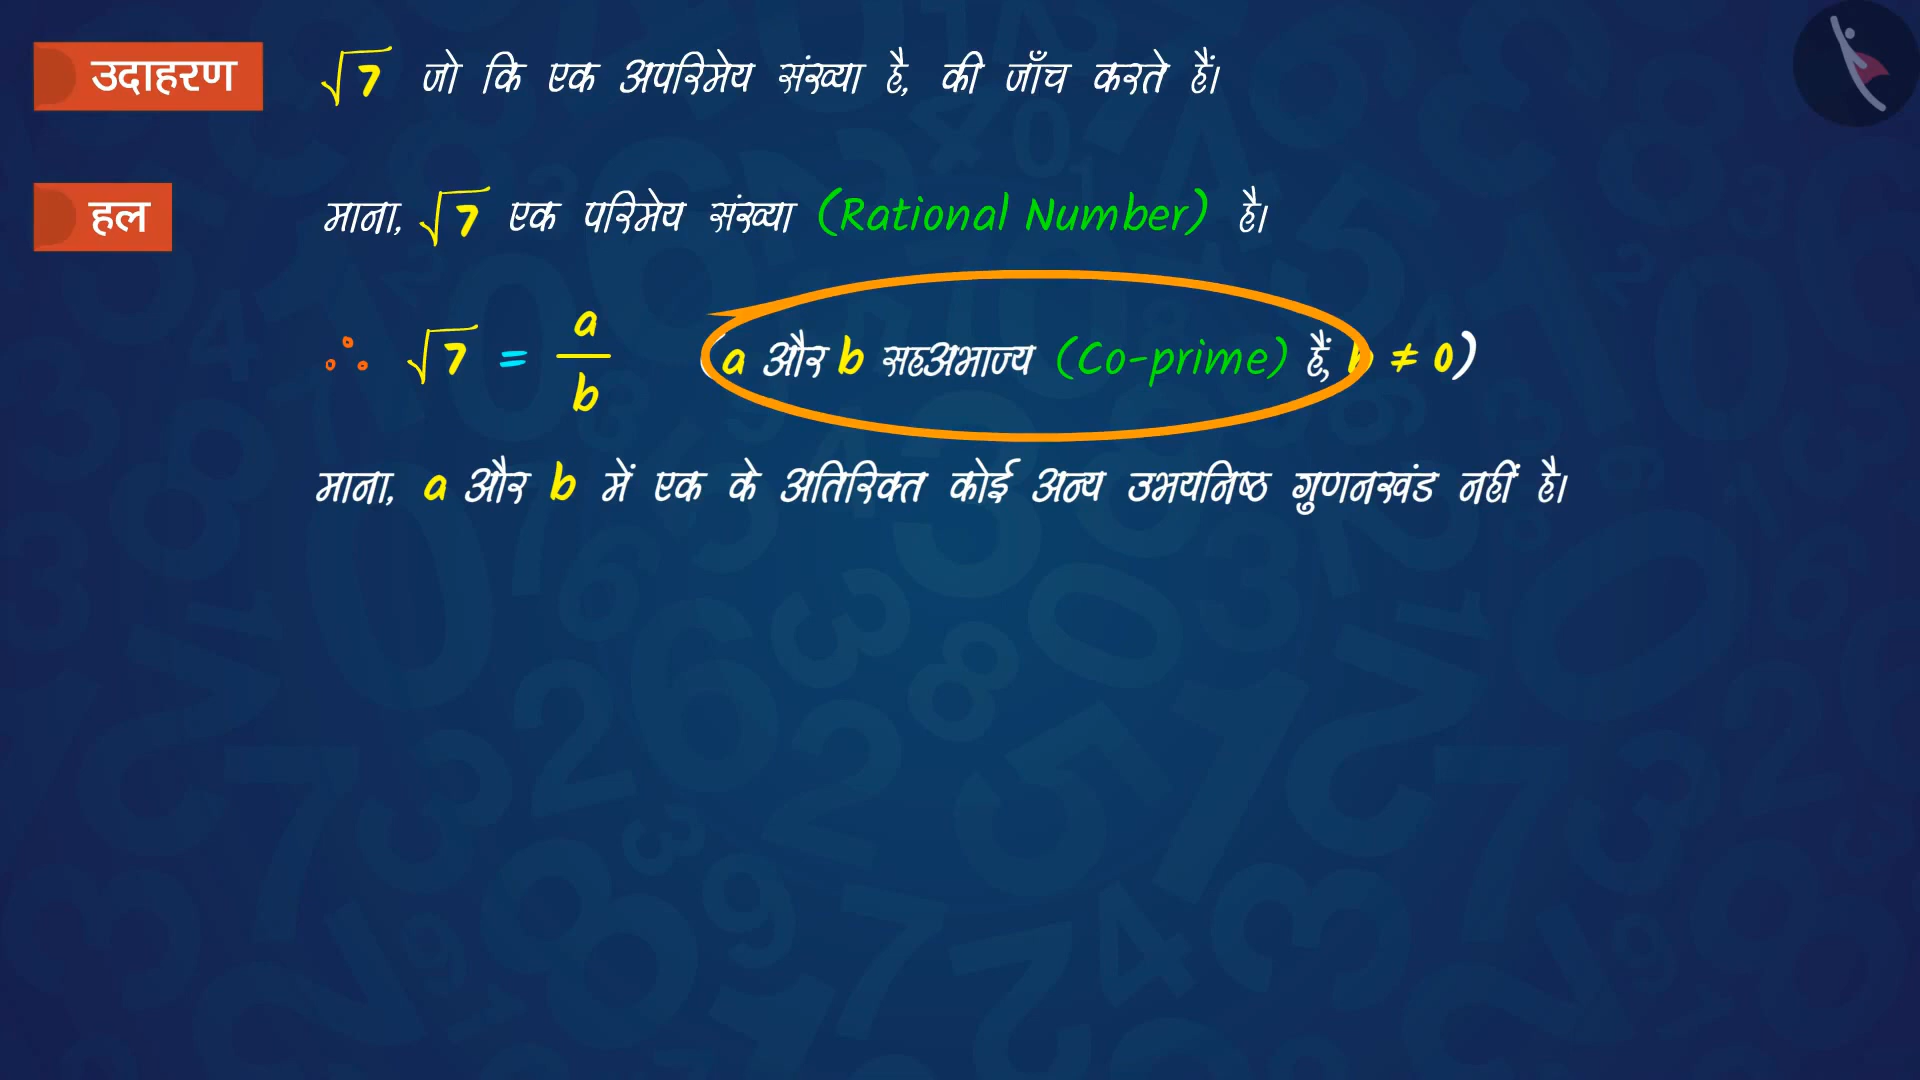 उदाहरण √7 जो कि एक अपरिमेय संख्या है, की जाँच करते हैं।
हल माना, √7 एक परिमेय संख्या (Rational Number) है।
∴ √7 = a/b (a और b सहअभाज्य (Co-prime) हैं, b ≠ 0)
माना, a और b में एक के अतिरिक्त कोई अन्य उभयनिष्ठ गुणनखंड नहीं है।